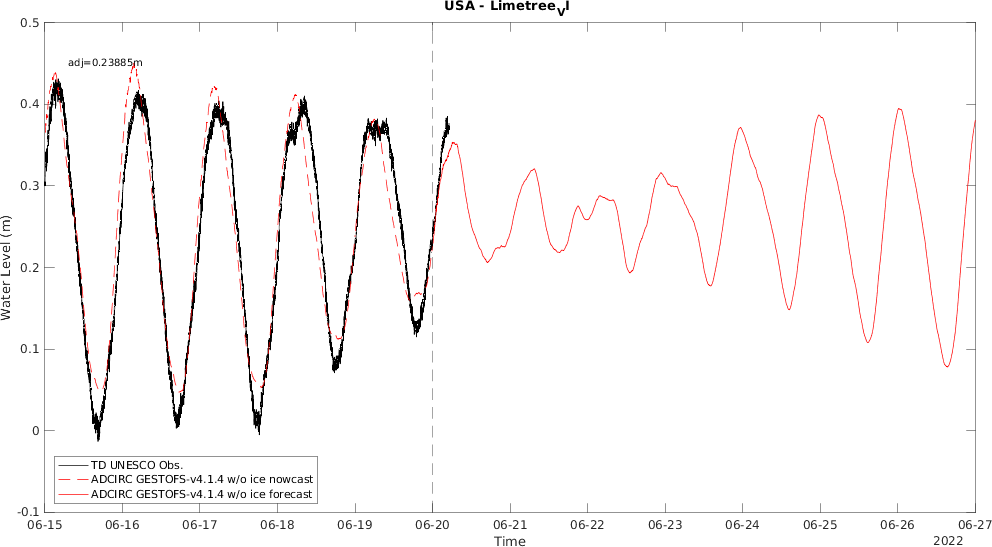 USA - LimetreeVI
adj=0.23885m
0.5
0.4
0.3
0.2
0.1
0
-0.1
Water Level (m)
TD UNESCO Obs.
ADCIRC GESTOFS-v4.1.4 w/o ice nowcast
ADCIRC GESTOFS-v4.1.4 w/o ice forecast
06-15 06-16 06-17 06-18 06-19 06-20 06-21 06-22 06-23 06-24 06-25 06-26 06-27
Time
2022